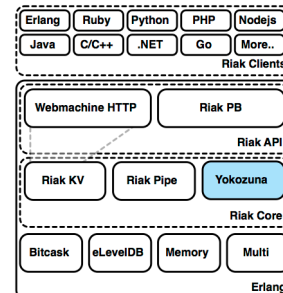 Erlang Ruby Python PHP Nodejs
Java C/C++ .NET Go More..
Riak Clients
Webmachine HTTP Riak PB
Riak API
Riak KV Riak Pipe Yokozuna
Riak Core
Bitcask eLevelDB Memory Multi
Erlang